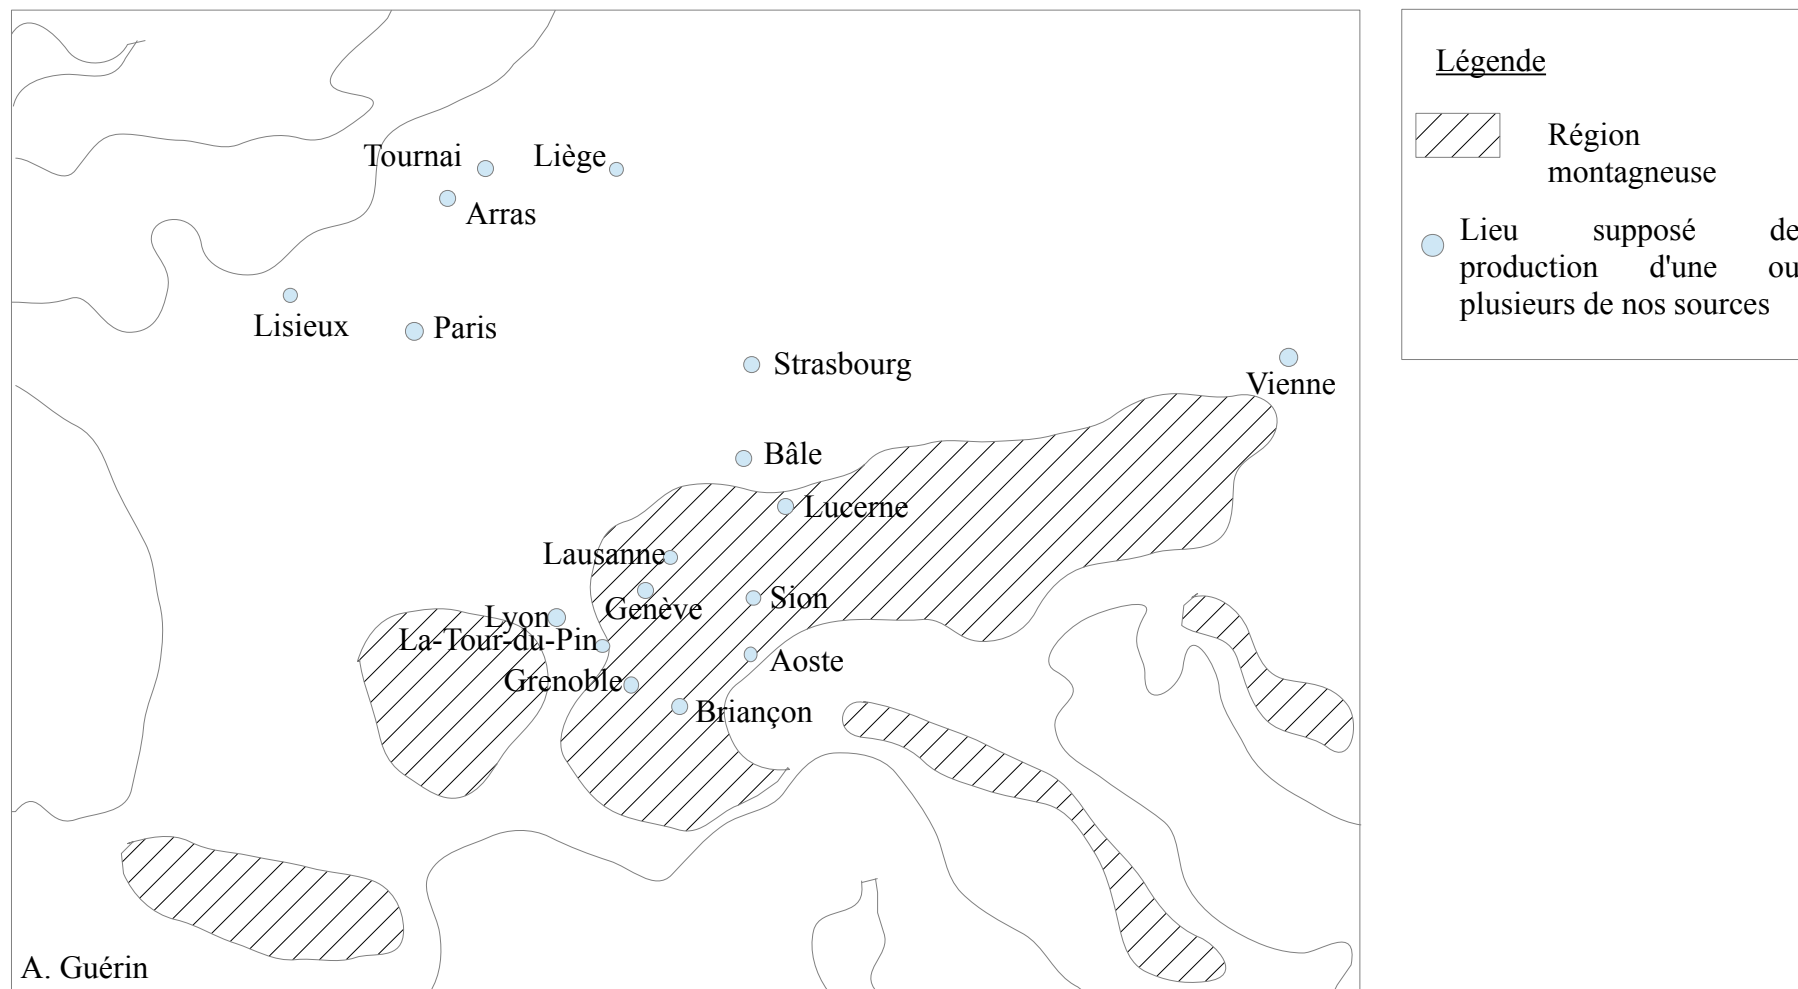 Légende
Région
montagneuse
Lieu supposé de
production d'une ou
plusieurs de nos sources
Tournai
Liège
Arras
Lisieux
Paris
Strasbourg
Vienne
Bâle
Lucerne
Lausanne
Genève
Sion
Lyon
La-Tour-du-Pin
Aoste
Grenoble
Briançon
A. Guérin